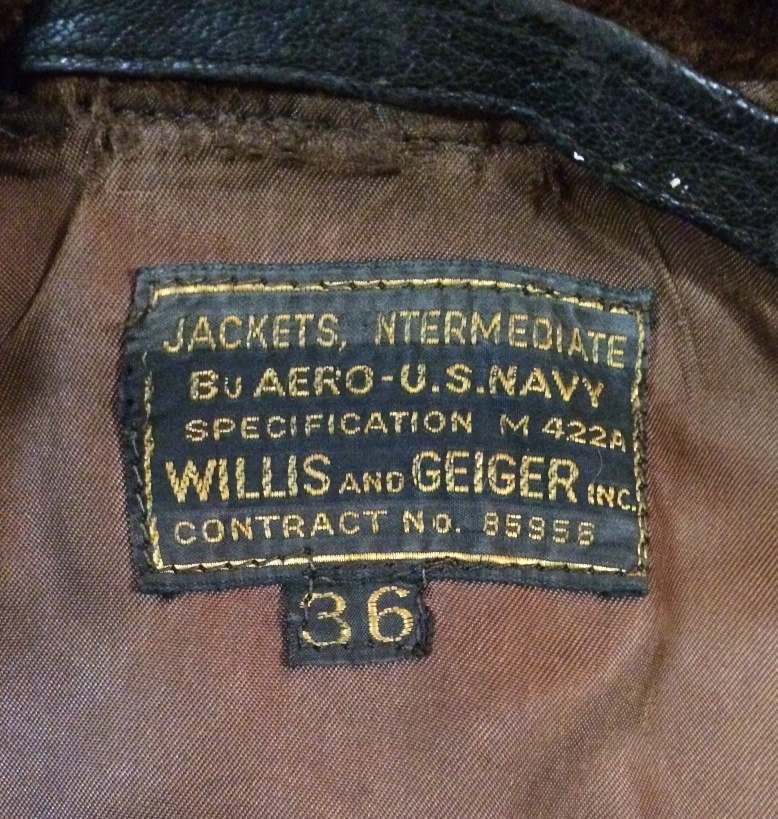 JACKETS, NTERMEDIATE
BU AERO-U.S.NAVY
SPECIFICATION M 422A
WILLIS AND GEIGER INC.
CONTRACT No. 85956
36